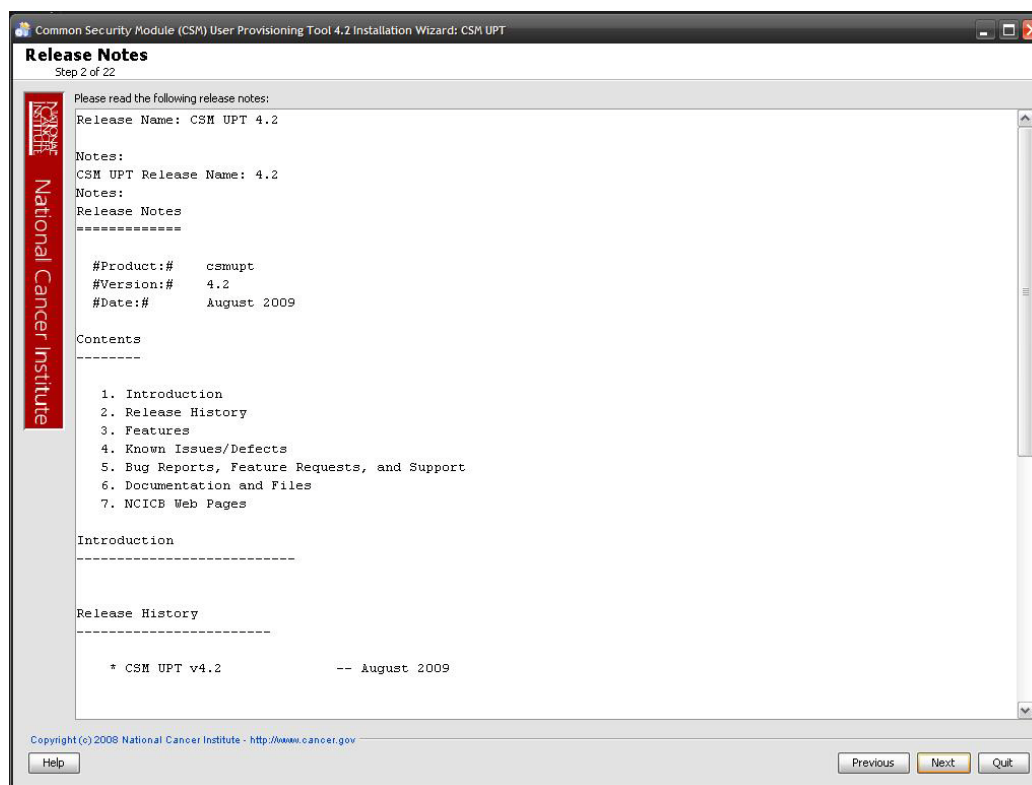 Common Security Module (CSM) User Provisioning Tool 4.2 Installation Wizard: CSM UPT
Release Notes
Step 2 of 22
Please read the following release notes:
NATIONAL
CANCER
INSTITUTE
National Cancer Institute
Release Name: CSM UPT 4.2
Notes:
CSM UPT Release Name: 4.2
Notes:
Release Notes
=============
#Product:# csmupt
#Version:# 4.2
#Date:# August 2009
Contents
--------
1. Introduction
2. Release History
3. Features
4. Known Issues/Defects
5. Bug Reports, Feature Requests, and Support
6. Documentation and Files
7. NCICB Web Pages
Introduction
---------------------------
Release History
------------------------
* CSM UPT v4.2 -- August 2009
Copyright (c) 2008 National Cancer Institute - http://www.cancer.gov
Help
Previous
Next
Quit